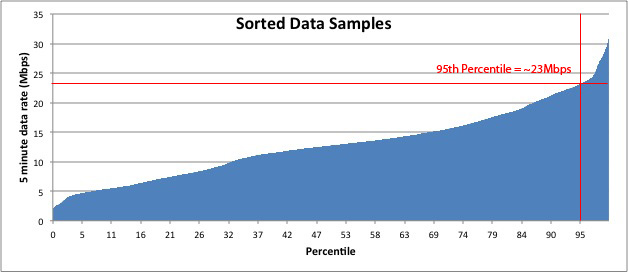 Sorted Data Samples
35
30
25
20
15
10
5
0
5 minute data rate (Mbps)
95th Percentile = ~23Mbps
0 5 11 16 21 26 32 37 42 47 52 58 63 69 74 79 84 90 95
Percentile